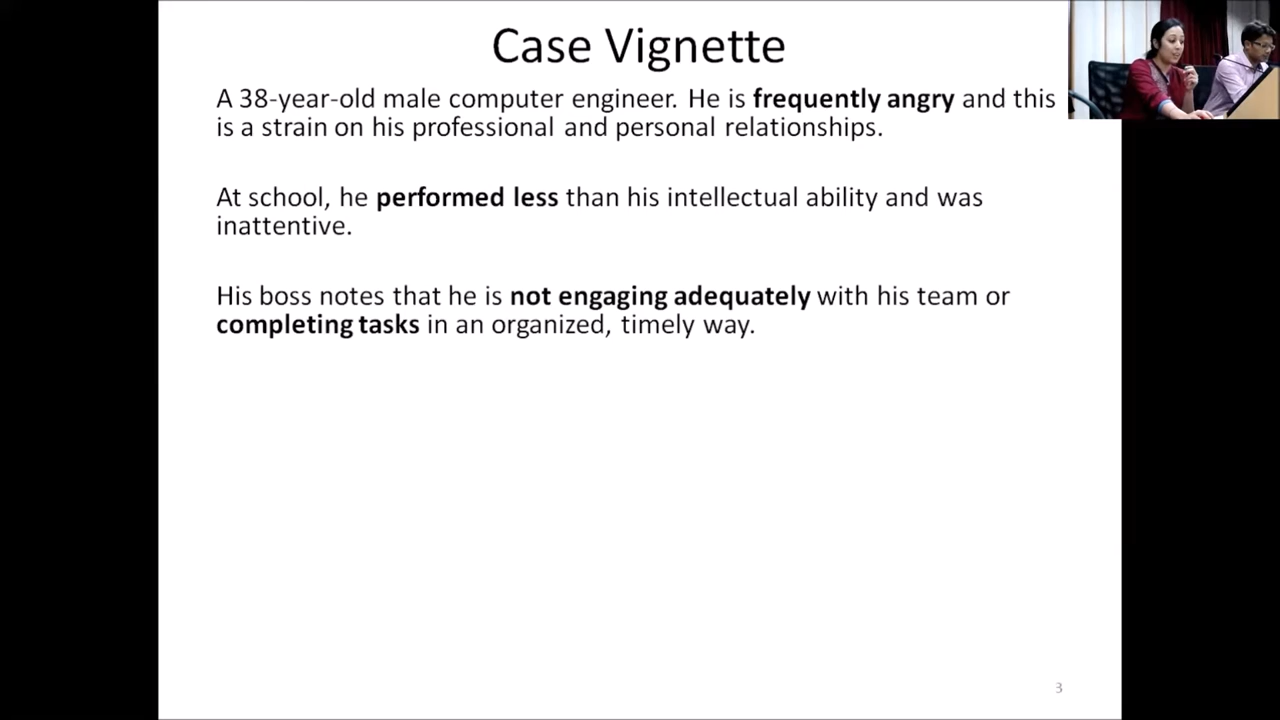 Case Vignette
A 38-year-old male computer engineer. He is frequently angry and this
is a strain on his professional and personal relationships.
At school, he performed less than his intellectual ability and was
inattentive.
His boss notes that he is not engaging adequately with his team or
completing tasks in an organized, timely way.
3